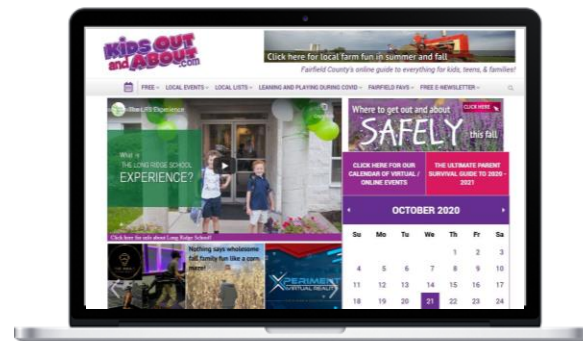 KiDS OUT
and ABOUT.com
Click here for local farm fun in summer and fall
Fairfield County's online guide to everything for kids, teens, & families!
FREE LOCAL EVENTS LOCAL LISTS LEANING AND PLAYING DURING COVID FAIRFIELD FAVS FREE E-NEWSLETTER
The LRS Experience
What is
THE LONG RIDGE SCHOOL
EXPERIENCE?
Click here for info about Long Ridge School!
Where to get out and about
CLICK HERE
SAFELY this fall
CLICK HERE FOR OUR
CALENDAR OF VIRTUAL /
ONLINE EVENTS
THE ULTIMATE PARENT
SURVIVAL GUIDE TO 2020 -
2021
OCTOBER 2020
Su Mo Tu We Th Fr Sa
1 2 3
4 5 6 7 8 9 10
11 12 13 14 15 16 17
18 19 20 21 22 23 24
Nothing says wholesome
fall family fun like a corn
maze!
XPERIMENT
VIRTUAL REALITY